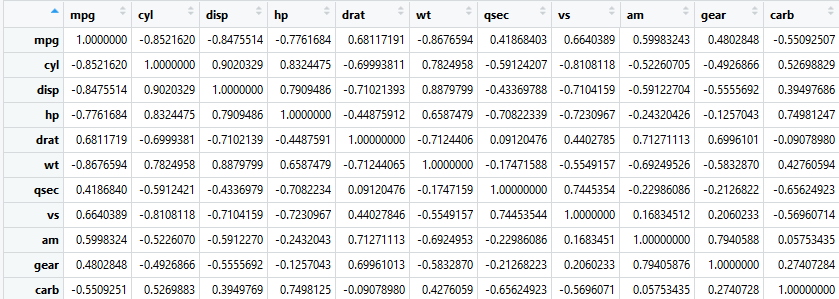 mpg cyl disp hp drat wt qsec vs am gear carb
mpg 1.0000000 -0.8521620 -0.8475514 -0.7761684 0.68117191 -0.8676594 0.41868403 0.6640389 0.59983243 0.4802848 -0.55092507
cyl -0.8521620 1.0000000 0.9020329 0.8324475 -0.69993811 0.7824958 -0.59124207 -0.8108118 -0.52260705 -0.4926866 0.52698829
disp -0.8475514 0.9020329 1.0000000 0.7909486 -0.71021393 0.8879799 -0.43369788 -0.7104159 -0.59122704 -0.5555692 0.39497686
hp -0.7761684 0.8324475 0.7909486 1.0000000 -0.44875912 0.6587479 -0.70822339 -0.7230967 -0.24320426 -0.1257043 0.74981247
drat 0.6811719 -0.6999381 -0.7102139 -0.4487591 1.00000000 -0.7124406 0.09120476 0.4402785 0.71271113 0.6996101 -0.09078980
wt -0.8676594 0.7824958 0.8879799 0.6587479 -0.71244065 1.0000000 -0.17471588 -0.5549157 -0.69249526 -0.5832870 0.42760594
qsec 0.4186840 -0.5912421 -0.4336979 -0.7082234 0.09120476 -0.1747159 1.00000000 0.7445354 -0.22986086 -0.2126822 -0.65624923
vs 0.6640389 -0.8108118 -0.7104159 -0.7230967 0.44027846 -0.5549157 0.74453544 1.0000000 0.16834512 0.2060233 -0.56960714
am 0.5998324 -0.5226070 -0.5912270 -0.2432043 0.71271113 -0.6924953 -0.22986086 0.1683451 1.00000000 0.7940588 0.05753435
gear 0.4802848 -0.4926866 -0.5555692 -0.1257043 0.69961013 -0.5832870 -0.21268223 0.2060233 0.79405876 1.0000000 0.27407284
carb -0.5509251 0.5269883 0.3949769 0.7498125 -0.09078980 0.4276059 -0.65624923 -0.5696071 0.05753435 0.2740728 1.00000000